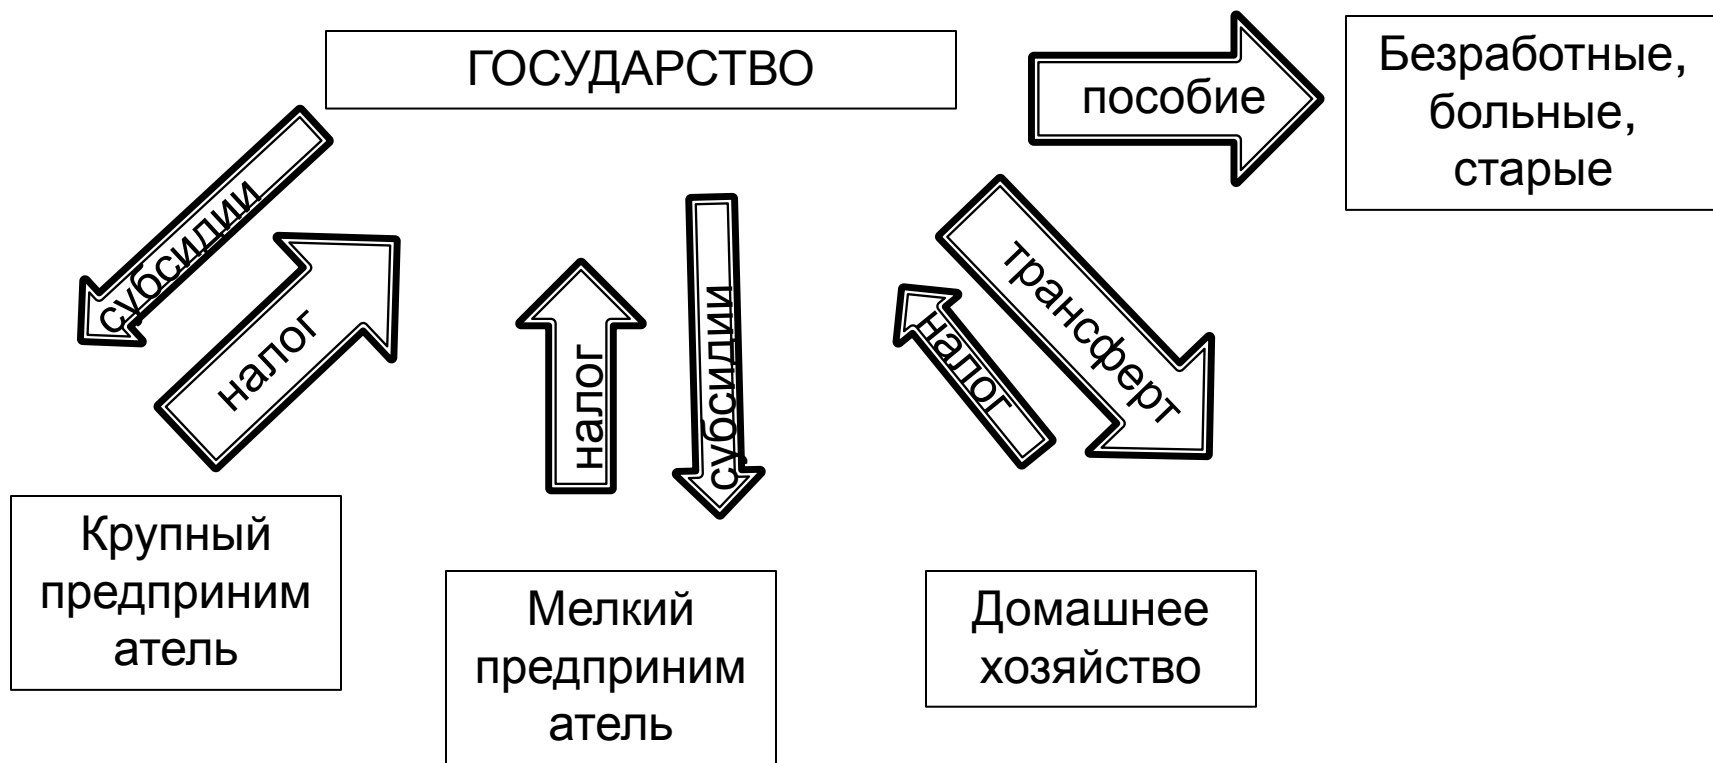 ГОСУДАРСТВО
пособие
Безработные,
больные,
старые
субсидии
налог
налог
субсидии
налог
трансферт
Крупный
предприним
атель
Мелкий
предприним
атель
Домашнее
хозяйство